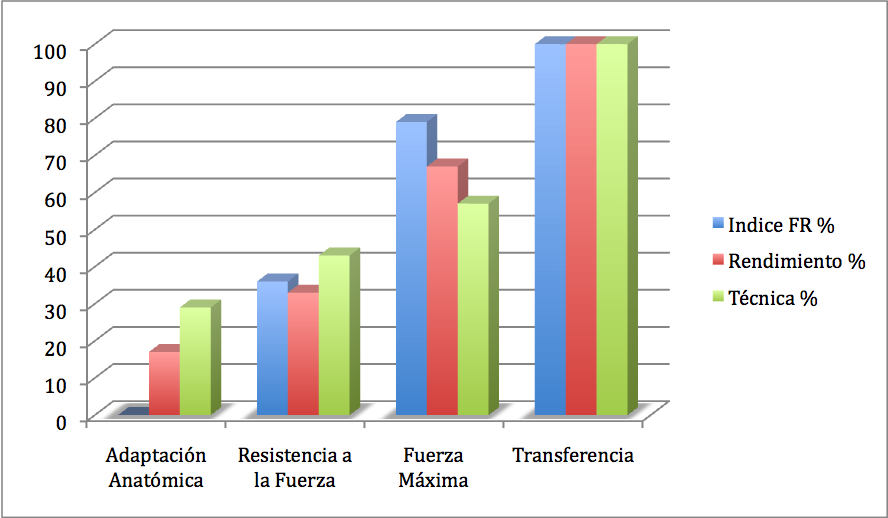 100
90
80
70
60
50
40
30
20
10
0
Adaptación
Anatómica
Resistencia a
la Fuerza
Fuerza
Máxima
Transferencia
Indice FR %
Rendimiento %
Técnica %